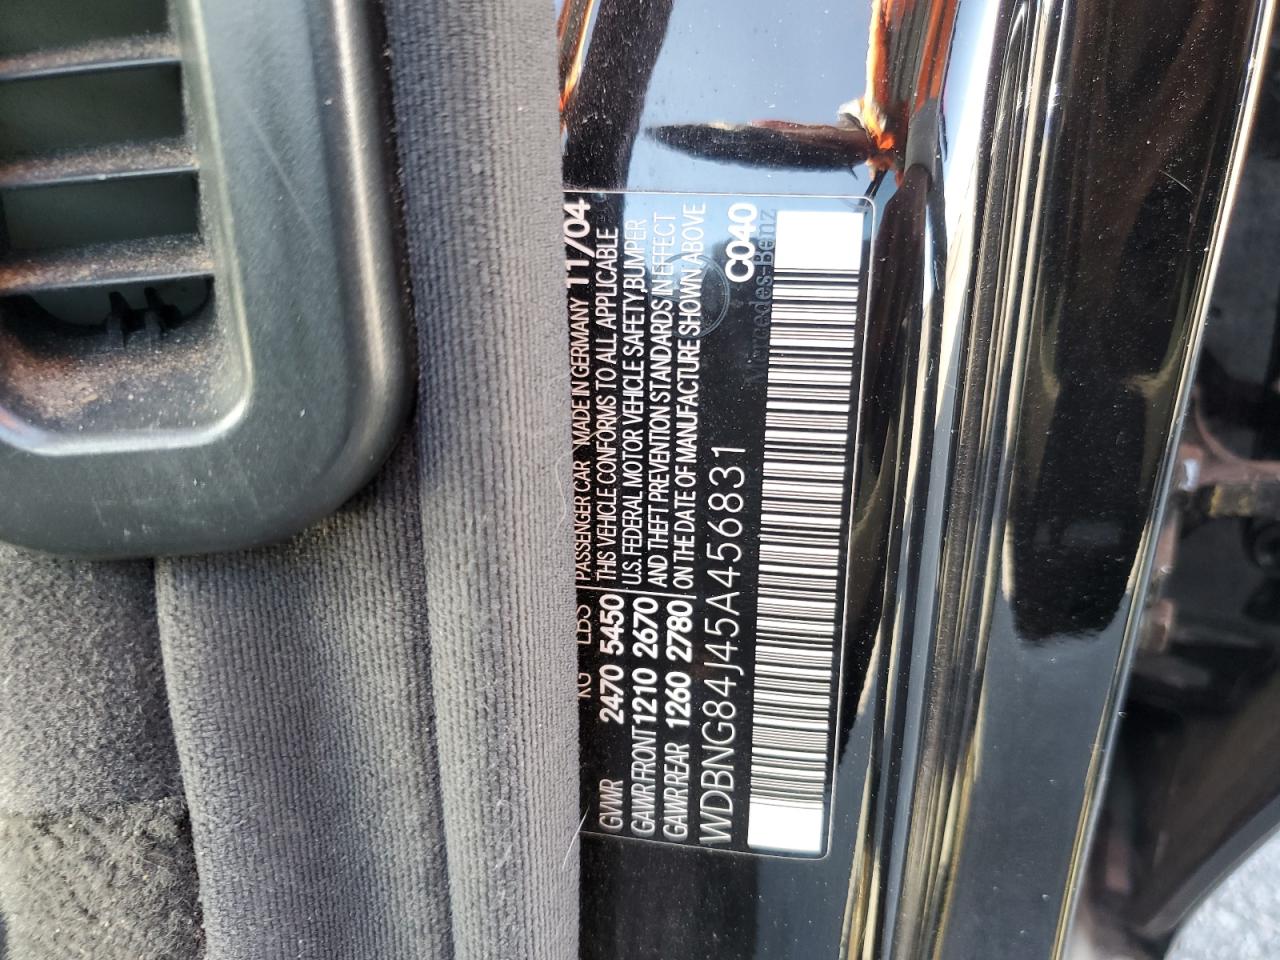 PASSENGER CAR MADE IN GERMANY 11/04
KG LBS THIS VEHICLE CONFORMS TO ALL APPLICABLE
GVWR 2470 5450 U.S. FEDERAL MOTOR VEHICLE SAFETY,BUMPER
GAWR FRONT 1210 2670 AND THEFT PREVENTION STANDARDS IN EFFECT
GAWR REAR 1260 2780 ON THE DATE OF MANUFACTURE SHOWN ABOVE
WDBNG84J45A456831 C040
Mercedes-Benz